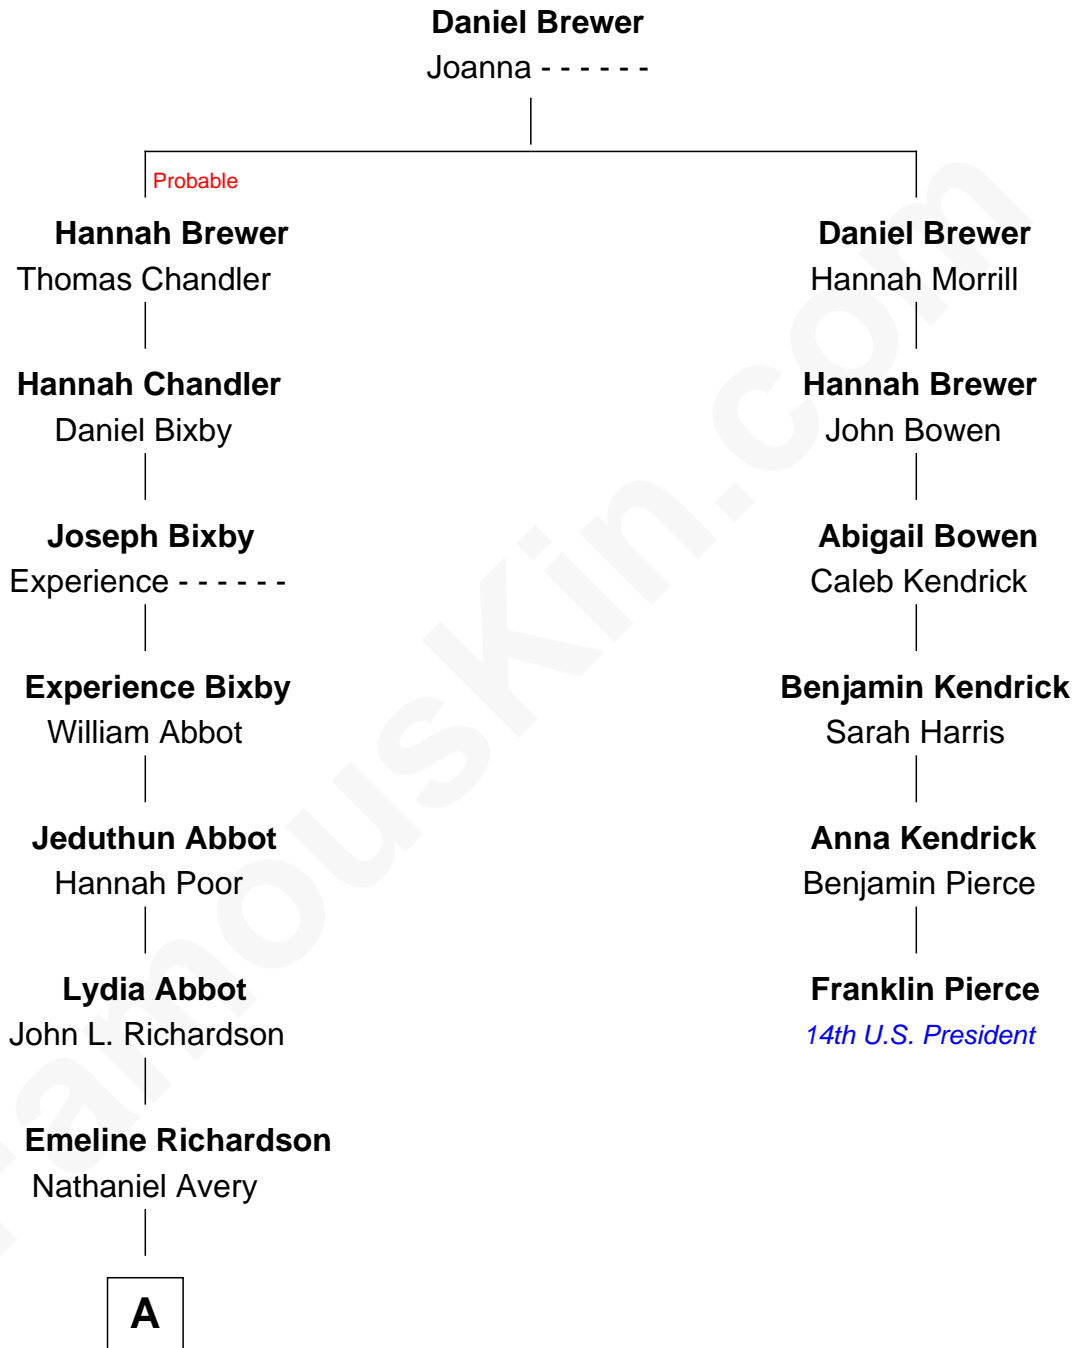 Daniel Brewer
Joanna - - - - - -
Probable
Hannah Brewer
Thomas Chandler
Daniel Brewer
Hannah Morrill
Hannah Chandler
Daniel Bixby
Hannah Brewer
John Bowen
Joseph Bixby
Experience - - - - - -
Abigail Bowen
Caleb Kendrick
Experience Bixby
William Abbot
Benjamin Kendrick
Sarah Harris
Jeduthun Abbot
Hannah Poor
Anna Kendrick
Benjamin Pierce
Lydia Abbot
John L. Richardson
Franklin Pierce
14th U.S. President
Emeline Richardson
Nathaniel Avery
A
FamousKin.com